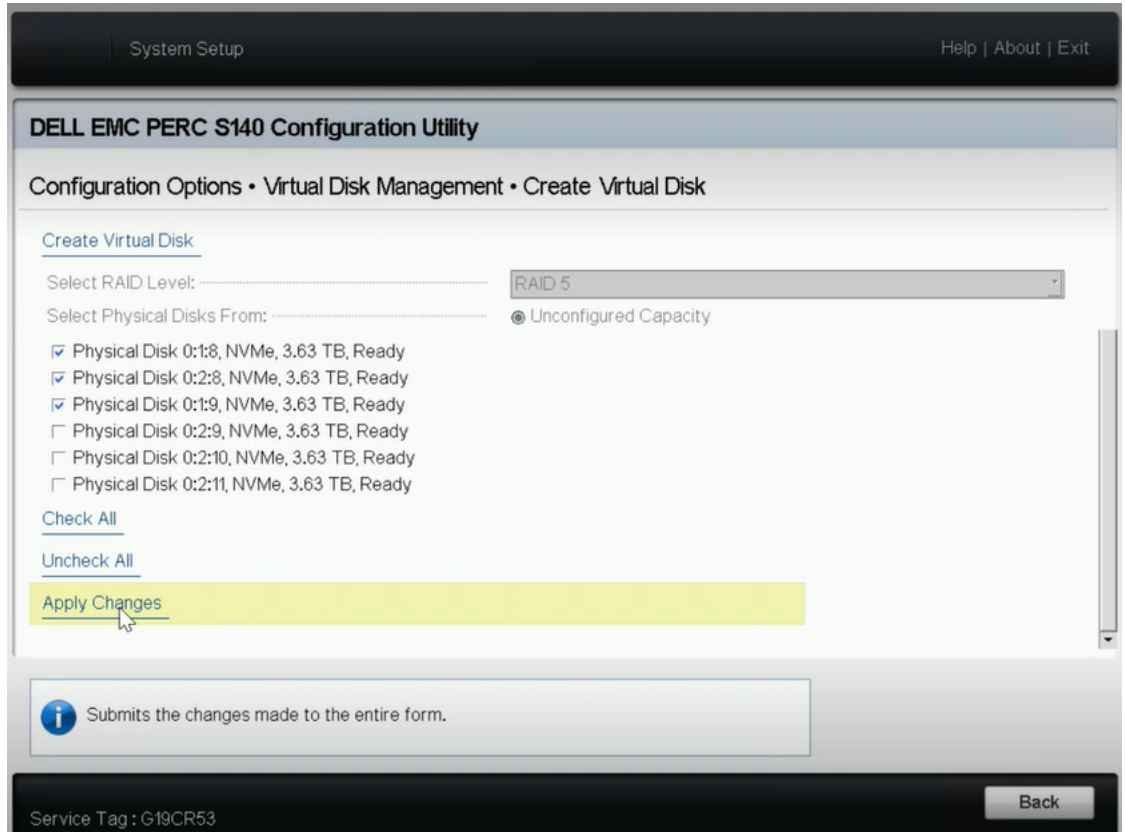 System Setup
Help | About | Exit
DELL EMC PERC S140 Configuration Utility
Configuration Options • Virtual Disk Management • Create Virtual Disk
Create Virtual Disk
Select RAID Level: RAID 5
Select Physical Disks From: Unconfigured Capacity
Physical Disk 0:1:8, NVMe, 3.63 TB, Ready
Physical Disk 0:2:8, NVMe, 3.63 TB, Ready
Physical Disk 0:1:9, NVMe, 3.63 TB, Ready
Physical Disk 0:2:9, NVMe, 3.63 TB, Ready
Physical Disk 0:2:10, NVMe, 3.63 TB, Ready
Physical Disk 0:2:11, NVMe, 3.63 TB, Ready
Check All
Uncheck All
Apply Changes
Submits the changes made to the entire form.
Back
Service Tag : G19CR53